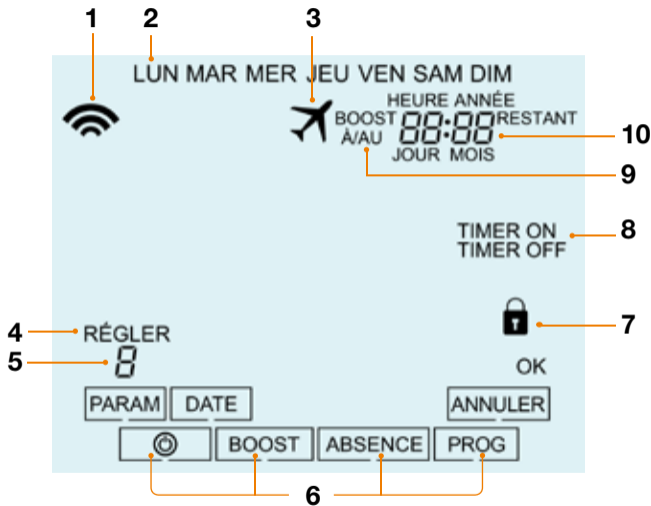 1
2
3
LUN MAR MER JEU VEN SAM DIM
HEURE ANNÉE
BOOST 88:88 RESTANT
À/AU
JOUR MOIS
10
9
TIMER ON
TIMER OFF
8
7
4
RÉGLER
5
8
OK
PARAM
DATE
ANNULER
BOOST
ABSENCE
PROG
6